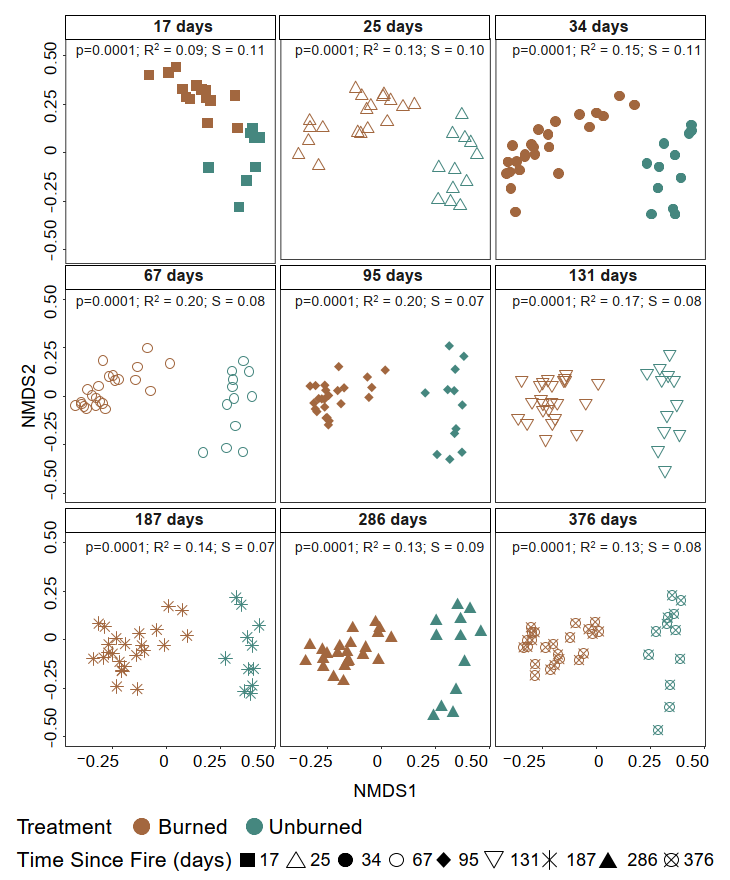 17 days 25 days 34 days
p=0.0001; R² = 0.09; S = 0.11 p=0.0001; R² = 0.13; S = 0.10 p=0.0001; R² = 0.15; S = 0.11
0.50
0.25
0
−0.25
−0.50
67 days 95 days 131 days
p=0.0001; R² = 0.20; S = 0.08 p=0.0001; R² = 0.20; S = 0.07 p=0.0001; R² = 0.17; S = 0.08
0.50
0.25
0
−0.25
−0.50
NMDS2
187 days 286 days 376 days
p=0.0001; R² = 0.14; S = 0.07 p=0.0001; R² = 0.13; S = 0.09 p=0.0001; R² = 0.13; S = 0.08
0.50
0.25
0
−0.25
−0.50
−0.25 0 0.25 0.50 −0.25 0 0.25 0.50 −0.25 0 0.25 0.50
NMDS1
Treatment Burned Unburned
Time Since Fire (days) 17 25 34 67 95 131 187 286 376